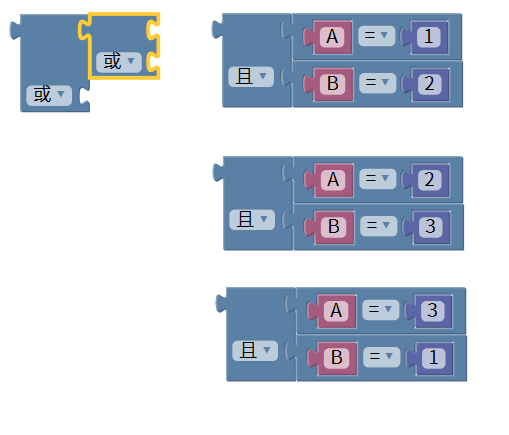 或
或
A = 1
且
B = 2
A = 2
且
B = 3
A = 3
且
B = 1